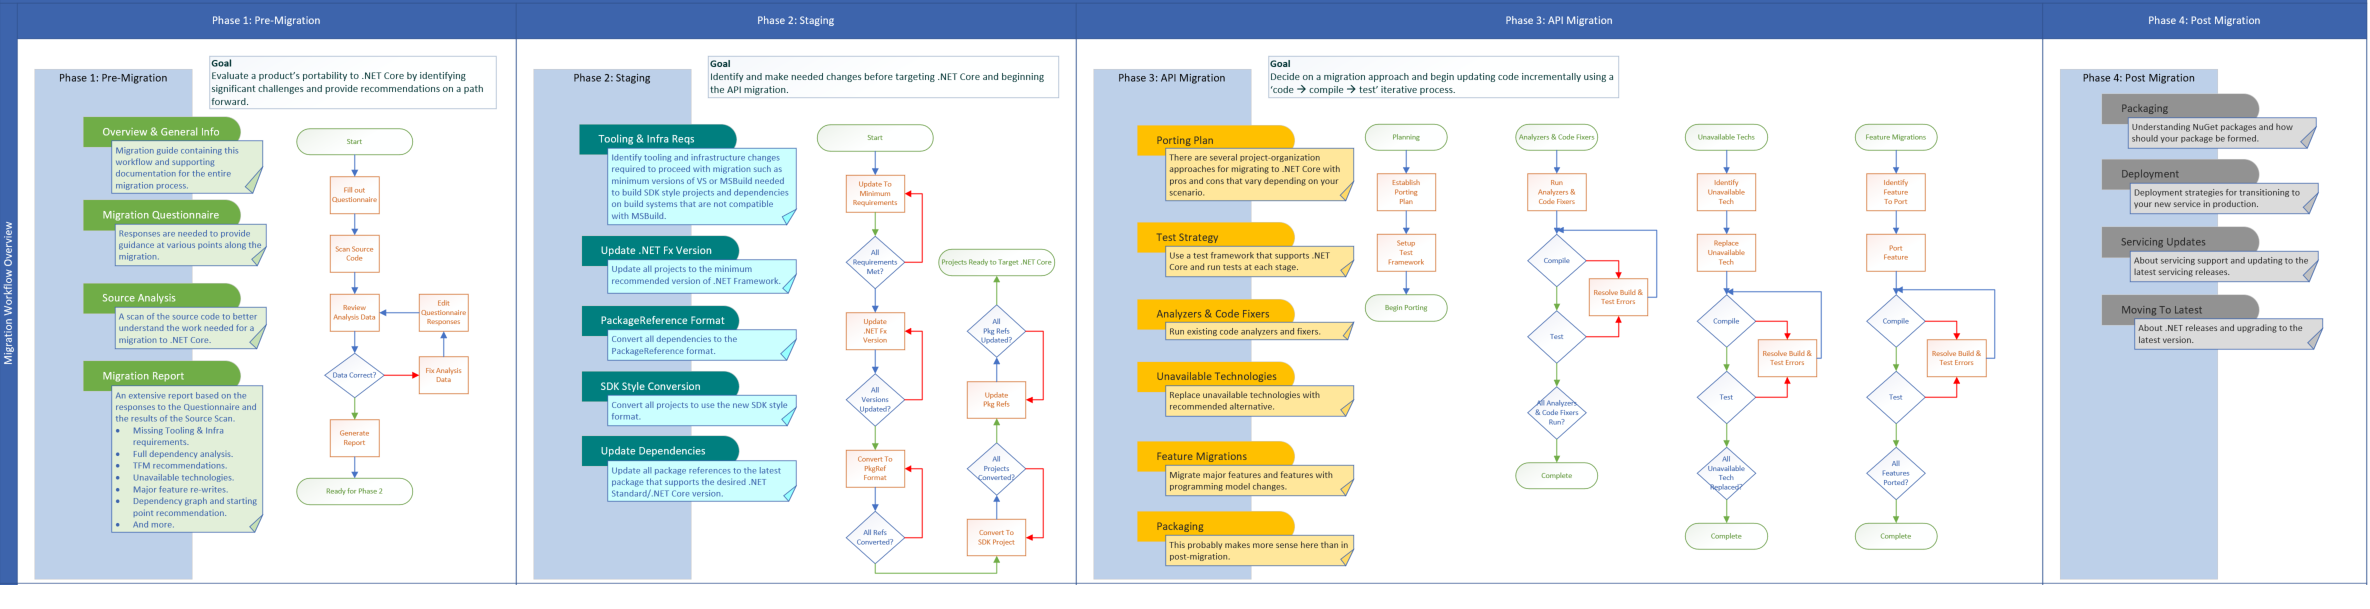 Migration Workflow Overview
Phase 1: Pre-Migration
Phase 1: Pre-Migration
Goal
Evaluate a product's portability to .NET Core by identifying
significant challenges and provide recommendations on a path
forward.
Overview & General Info
Migration guide containing this
workflow and supporting
documentation for the entire
migration process.
Migration Questionnaire
Responses are needed to provide
guidance at various points along the
migration.
Source Analysis
A scan of the source code to better
understand the work needed for a
migration to .NET Core.
Migration Report
An extensive report based on the
responses to the Questionnaire and
the results of the Source Scan.
• Missing Tooling & Infra
requirements.
• Full dependency analysis.
• TFM recommendations.
• Unavailable technologies.
• Major feature re-writes.
• Dependency graph and starting
point recommendation.
• And more.
Start
Fill out
Questionnaire
Scan Source
Code
Review
Analysis Data
Edit
Questionnaire
Responses
Data Correct?
Fix Analysis
Data
Generate
Report
Ready for Phase 2
Phase 2: Staging
Phase 2: Staging
Goal
Identify and make needed changes before targeting .NET Core and beginning
the API migration.
Tooling & Infra Reqs
Identify tooling and infrastructure changes
required to proceed with migration such as
minimum versions of VS or MSBuild needed
to build SDK style projects and dependencies
on build systems that are not compatible
with MSBuild.
Update .NET Fx Version
Update all projects to the minimum
recommended version of .NET Framework.
PackageReference Format
Convert all dependencies to the
PackageReference format.
SDK Style Conversion
Convert all projects to use the new SDK style
format.
Update Dependencies
Update all package references to the latest
package that supports the desired .NET
Standard/.NET Core version.
Start
Update To
Minimum
Requirements
All
Requirements
Met?
Update
.NET Fx
Version
All
Versions
Updated?
Convert To
PkgRef
Format
All Refs
Converted?
Projects Ready to Target .NET Core
All
Pkg Refs
Updated?
Update
Pkg Refs
All
Projects
Converted?
Convert To
SDK Project
Phase 3: API Migration
Phase 3: API Migration
Goal
Decide on a migration approach and begin updating code incrementally using a
'code → compile → test' iterative process.
Porting Plan
There are several project-organization
approaches for migrating to .NET Core with
pros and cons that vary depending on your
scenario.
Test Strategy
Use a test framework that supports .NET
Core and run tests at each stage.
Analyzers & Code Fixers
Run existing code analyzers and fixers.
Unavailable Technologies
Replace unavailable technologies with
recommended alternative.
Feature Migrations
Migrate major features and features with
programming model changes.
Packaging
This probably makes more sense here than in
post-migration.
Planning
Establish
Porting
Plan
Setup
Test
Framework
Begin Porting
Analyzers & Code Fixers
Run
Analyzers &
Code Fixers
Compile
Resolve Build &
Test Errors
Test
All Analyzers
& Code Fixers
Run?
Complete
Unavailable Techs
Identify
Unavailable
Tech
Replace
Unavailable
Tech
Compile
Resolve Build &
Test Errors
Test
All
Unavailable
Tech
Replaced?
Complete
Feature Migrations
Identify
Feature
To Port
Port
Feature
Compile
Resolve Build &
Test Errors
Test
All
Features
Ported?
Complete
Phase 4: Post Migration
Phase 4: Post Migration
Packaging
Understanding NuGet packages and how
should your package be formed.
Deployment
Deployment strategies for transitioning to
your new service in production.
Servicing Updates
About servicing support and updating to the
latest servicing releases.
Moving To Latest
About .NET releases and upgrading to the
latest version.